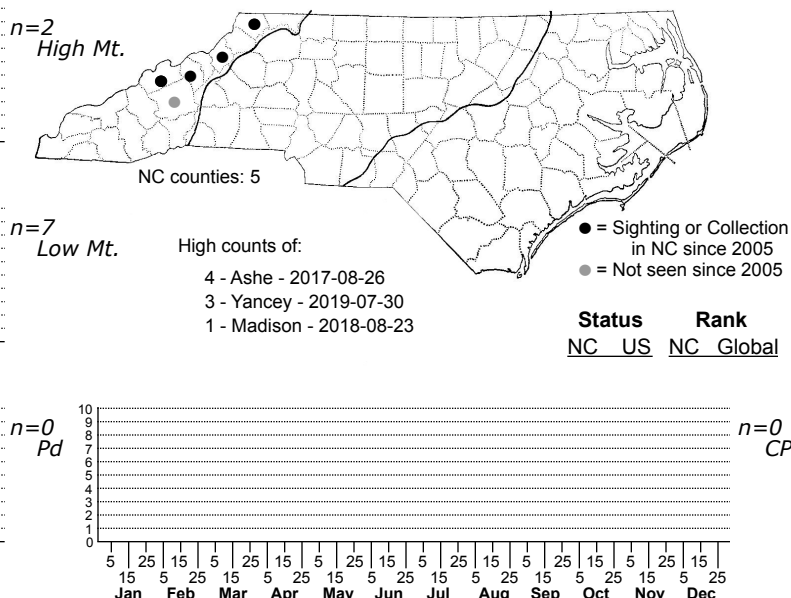 n=2
High Mt.
NC counties: 5
n=7
Low Mt.
High counts of:
4 - Ashe - 2017-08-26
3 - Yancey - 2019-07-30
1 - Madison - 2018-08-23
● = Sighting or Collection
in NC since 2005
● = Not seen since 2005
Status Rank
NC US NC Global
n=0
Pd
n=0
CP
10
9
8
7
6
5
4
3
2
1
0
5 25 15 5 25 15 5 25 15 5 25 15 5 25 15 5 25 15
15 5 25 15 5 25 15 5 25 15 5 25 15 5 25 15 5 25
Jan Feb Mar Apr May Jun Jul Aug Sep Oct Nov Dec